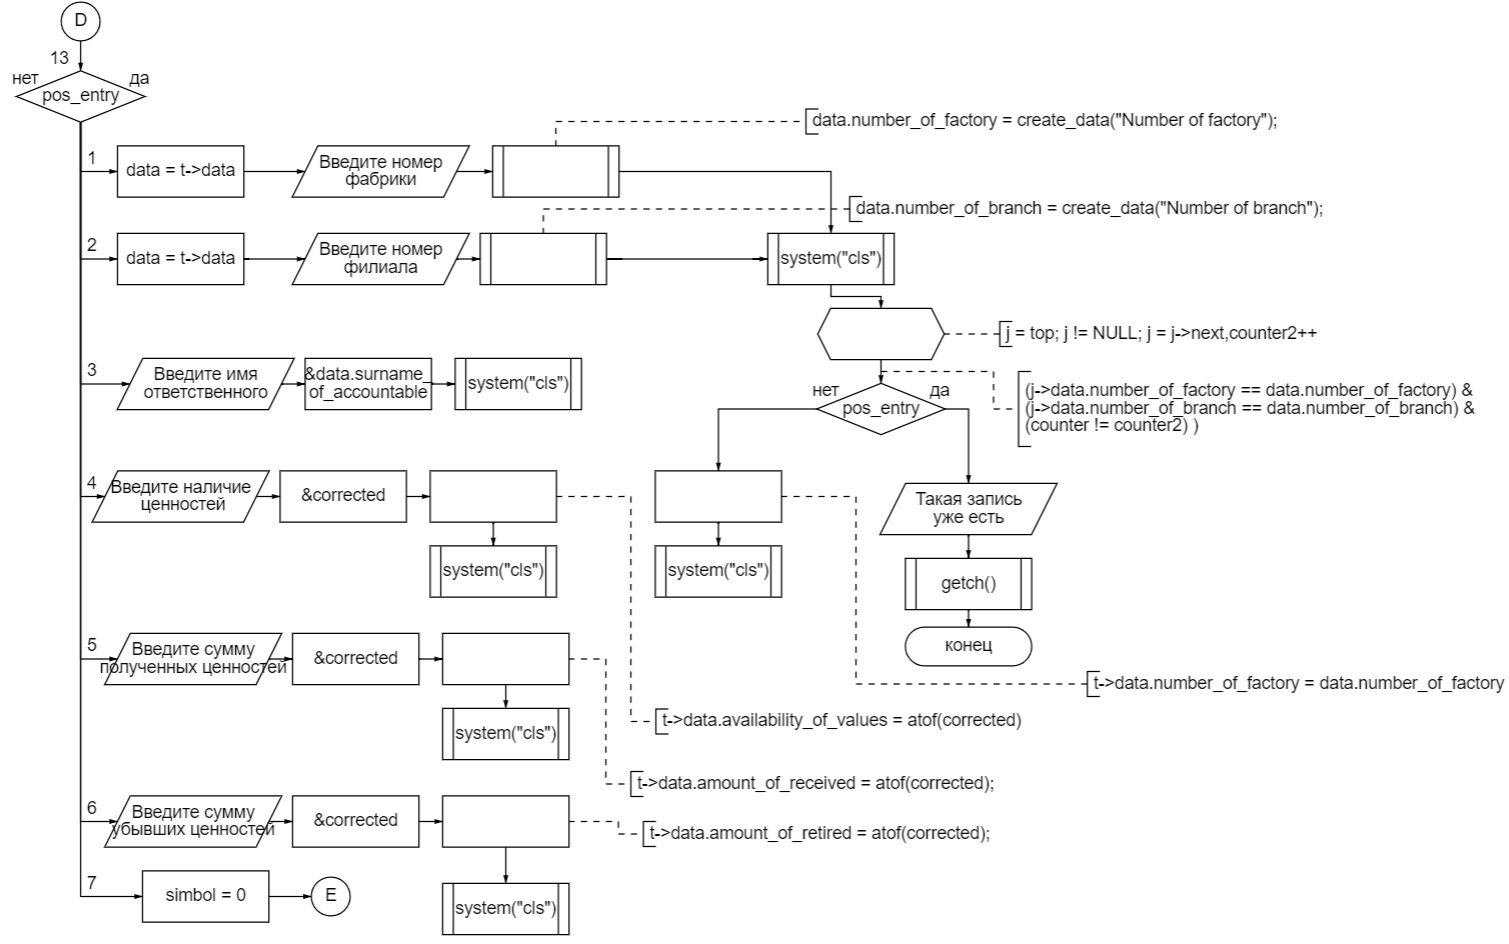 D
13
нет
да
pos_entry
data.number_of_factory = create_data("Number of factory");
1
data = t->data
Введите номер
фабрики
data.number_of_branch = create_data("Number of branch");
2
data = t->data
Введите номер
филиала
system("cls")
j = top; j != NULL; j = j->next,counter2++
3
Введите имя
ответственного
&data.surname_
of_accountable
system("cls")
нет
да
pos_entry
(j->data.number_of_factory == data.number_of_factory) &
(j->data.number_of_branch == data.number_of_branch) &
(counter != counter2) )
4
Введите наличие
ценностей
&corrected
Такая запись
уже есть
system("cls")
system("cls")
getch()
5
Введите сумму
полученных ценностей
&corrected
конец
t->data.number_of_factory = data.number_of_factory
system("cls")
t->data.availability_of_values = atof(corrected)
t->data.amount_of_received = atof(corrected);
6
Введите сумму
убывших ценностей
&corrected
t->data.amount_of_retired = atof(corrected);
7
simbol = 0
E
system("cls")